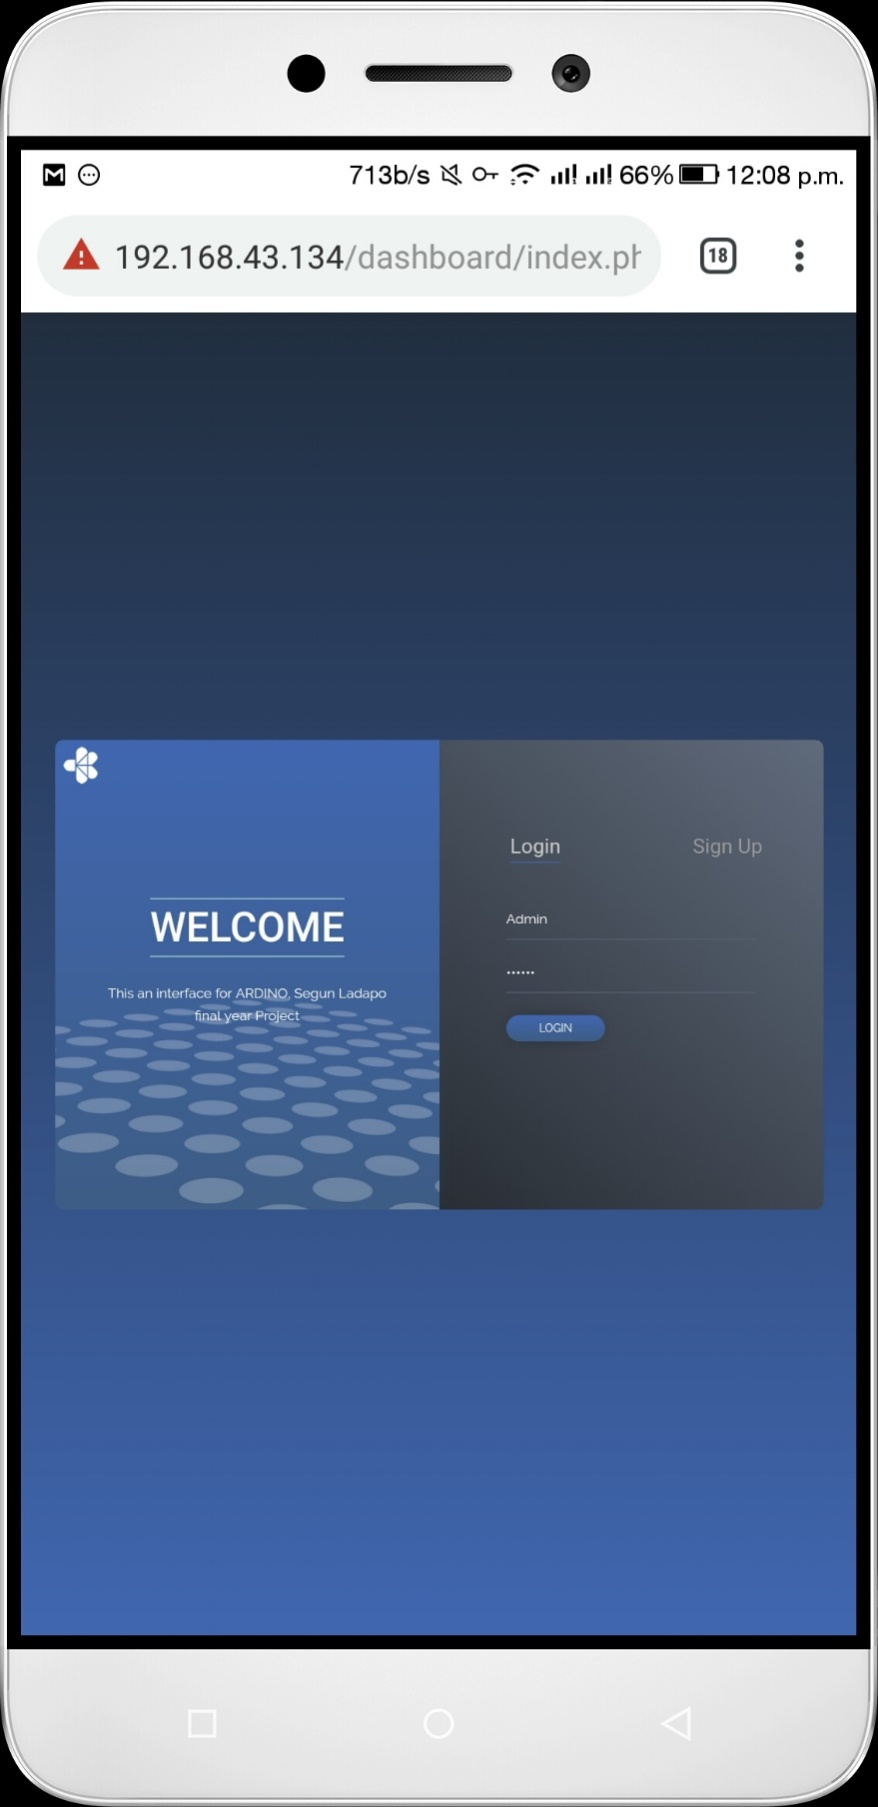 713b/s 66% 12:08 p.m.
192.168.43.134/dashboard/index.ph
18
WELCOME
This an interface for ARDINO, Segun Ladapo
final year Project
Login Sign Up
Admin
••••••
LOGIN